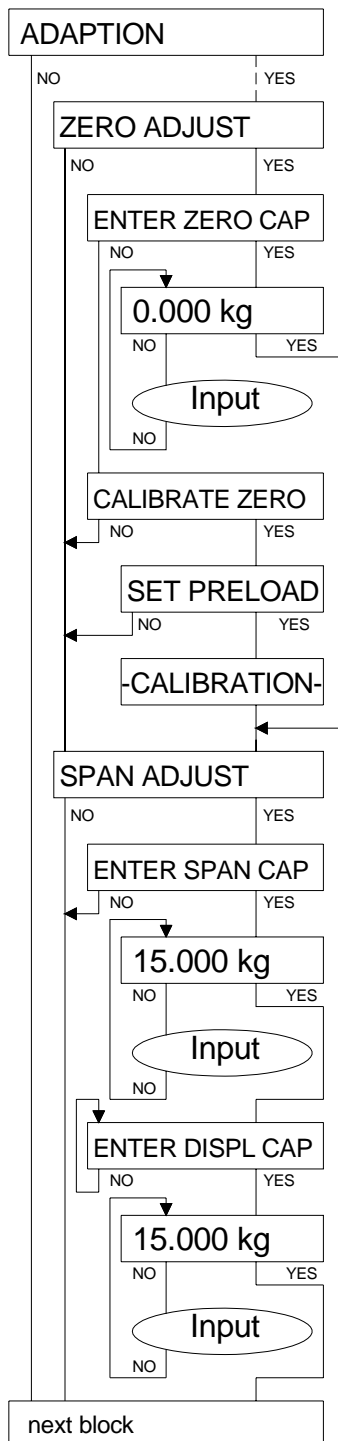 ADAPTION
NO YES
ZERO ADJUST
NO YES
ENTER ZERO CAP
NO YES
0.000 kg
NO YES
Input
NO
CALIBRATE ZERO
NO YES
SET PRELOAD
NO YES
-CALIBRATION-
SPAN ADJUST
NO YES
ENTER SPAN CAP
NO YES
15.000 kg
NO YES
Input
NO
ENTER DISPL CAP
NO YES
15.000 kg
NO YES
Input
NO
next block